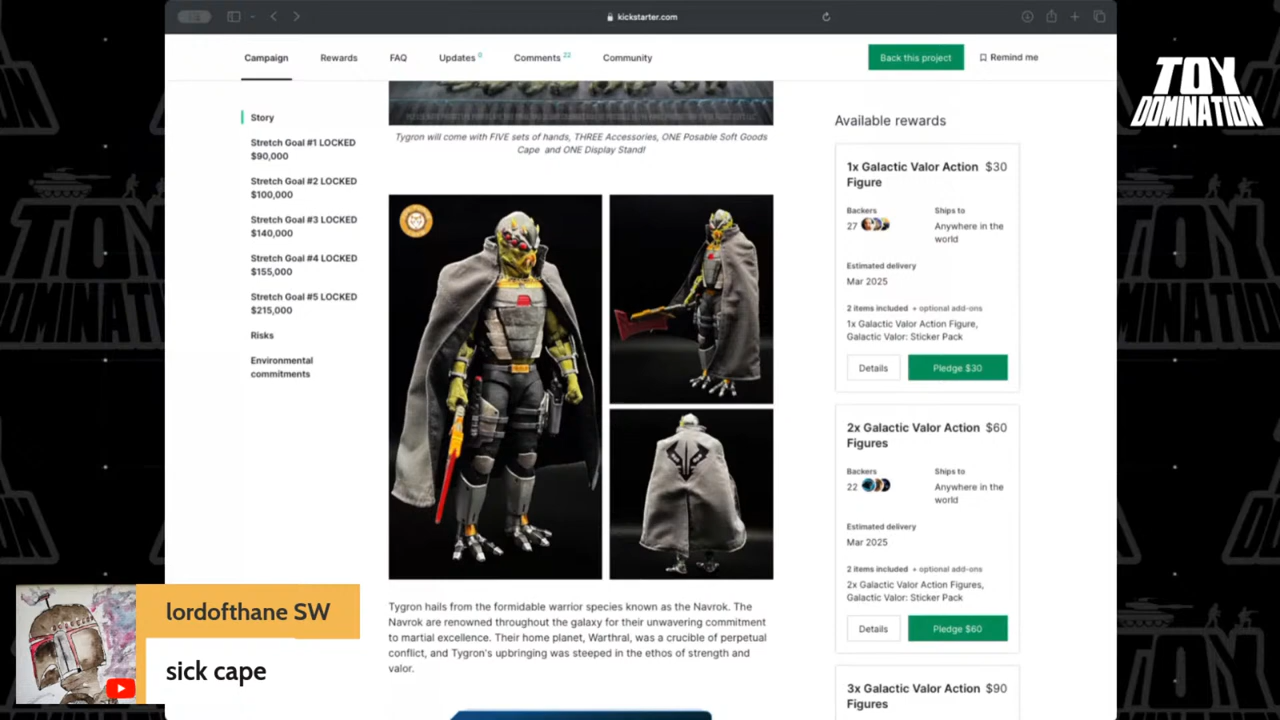 kickstarter.com
Campaign
Rewards
FAQ
Updates 0
Comments 22
Community
Back this project
Remind me
TOY
DOMINATION
Story
Stretch Goal #1 LOCKED
$90,000
Stretch Goal #2 LOCKED
$100,000
Stretch Goal #3 LOCKED
$140,000
Stretch Goal #4 LOCKED
$155,000
Stretch Goal #5 LOCKED
$215,000
Risks
Environmental
commitments
Tygron will come with FIVE sets of hands, THREE Accessories, ONE Posable Soft Goods
Cape and ONE Display Stand!
Tygron hails from the formidable warrior species known as the Navrok. The
Navrok are renowned throughout the galaxy for their unwavering commitment
to martial excellence. Their home planet, Warthral, was a crucible of perpetual
conflict, and Tygron's upbringing was steeped in the ethos of strength and
valor.
Available rewards
1x Galactic Valor Action $30
Figure
Backers
27
Ships to
Anywhere in the
world
Estimated delivery
Mar 2025
2 items included + optional add-ons
1x Galactic Valor Action Figure,
Galactic Valor: Sticker Pack
Details
Pledge $30
2x Galactic Valor Action $60
Figures
Backers
22
Ships to
Anywhere in the
world
Estimated delivery
Mar 2025
2 items included + optional add-ons
2x Galactic Valor Action Figures,
Galactic Valor: Sticker Pack
Details
Pledge $60
3x Galactic Valor Action $90
Figures
lordofthane SW
sick cape